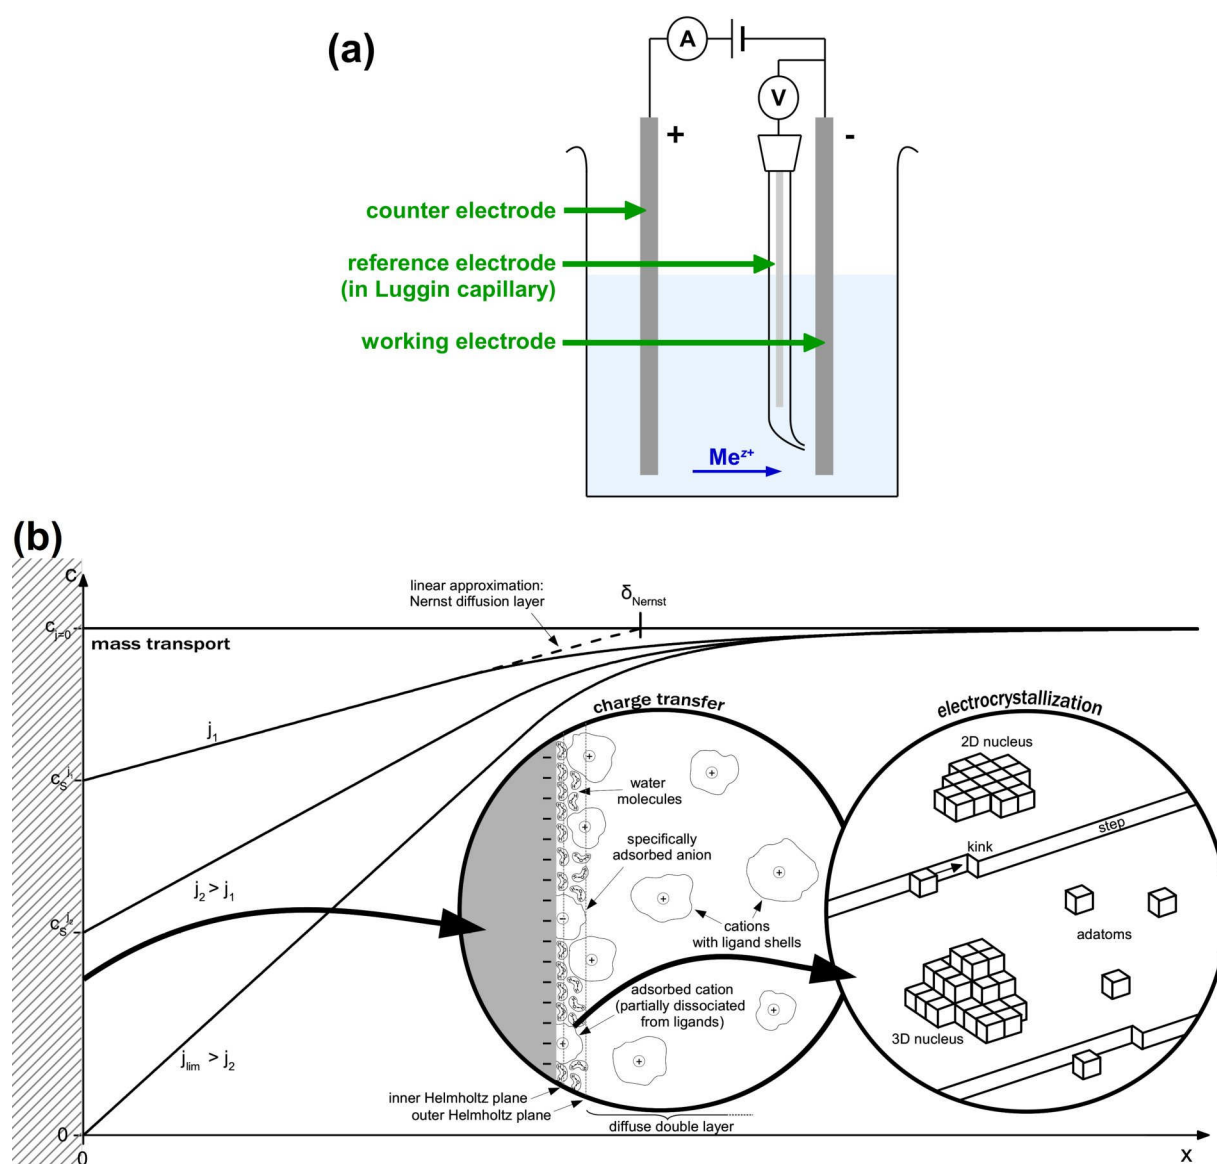 (a)
A
V
+
-
counter electrode
reference electrode
(in Luggin capillary)
working electrode
Meᶻ⁺
(b)
c
linear approximation:
Nernst diffusion layer
δNernst
cj=0
mass transport
j1
cSj1
j2 > j1
cSj2
jlim > j2
0
0
x
charge transfer
water
molecules
specifically
adsorbed anion
cations
with ligand shells
adsorbed cation
(partially dissociated
from ligands)
inner Helmholtz plane
outer Helmholtz plane
diffuse double layer
electrocrystallization
2D nucleus
step
kink
adatoms
3D nucleus